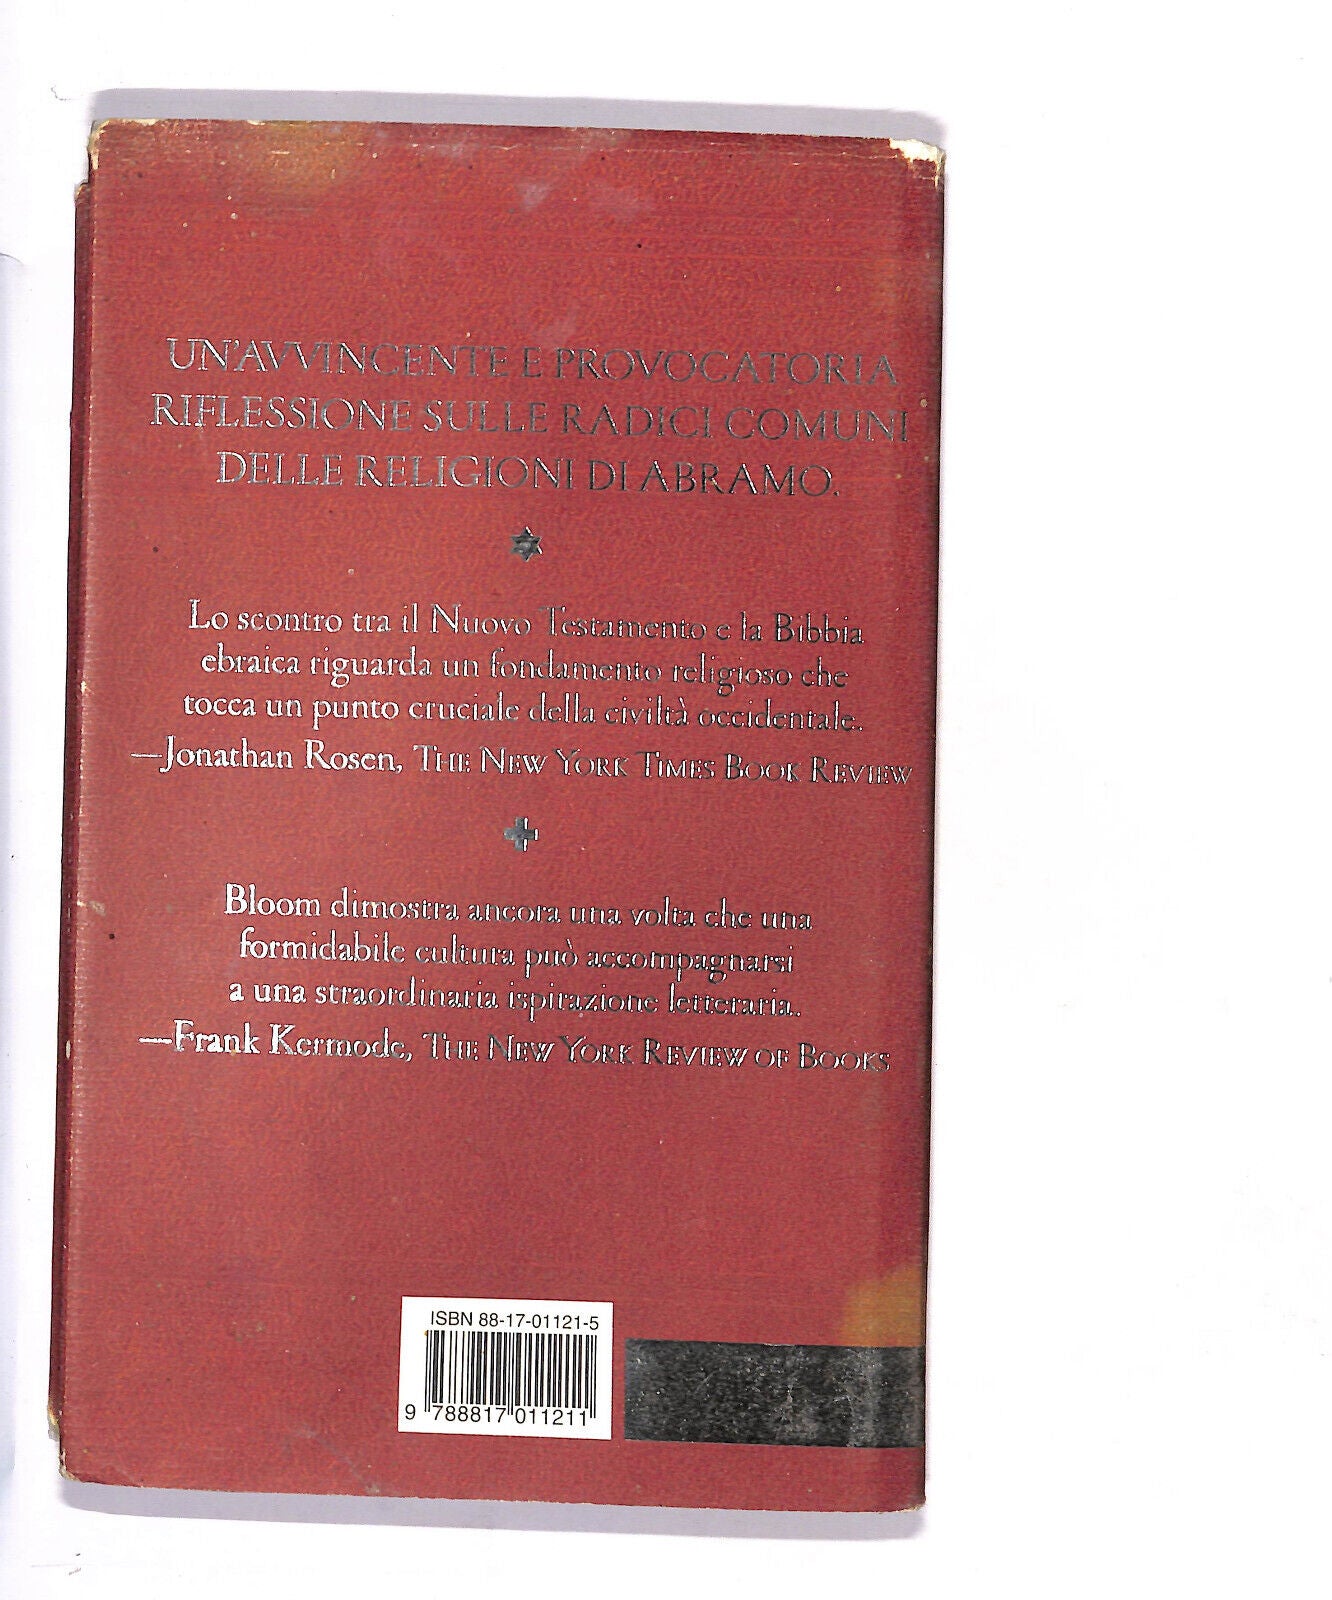 UN'AVVINCENTE E PROVOCATORIA
RIFLESSIONE SULLE RADICI COMUNI
DELLE RELIGIONI DI ABRAMO.
Lo scontro tra il Nuovo Testamento e la Bibbia
ebraica riguarda un fondamento religioso che
tocca un punto cruciale della civiltà occidentale.
—Jonathan Rosen, THE NEW YORK TIMES BOOK REVIEW
Bloom dimostra ancora una volta che una
formidabile cultura può accompagnarsi
a una straordinaria ispirazione letteraria.
—Frank Kermode, THE NEW YORK REVIEW OF BOOKS
ISBN 88-17-01121-5
9 788817 011211